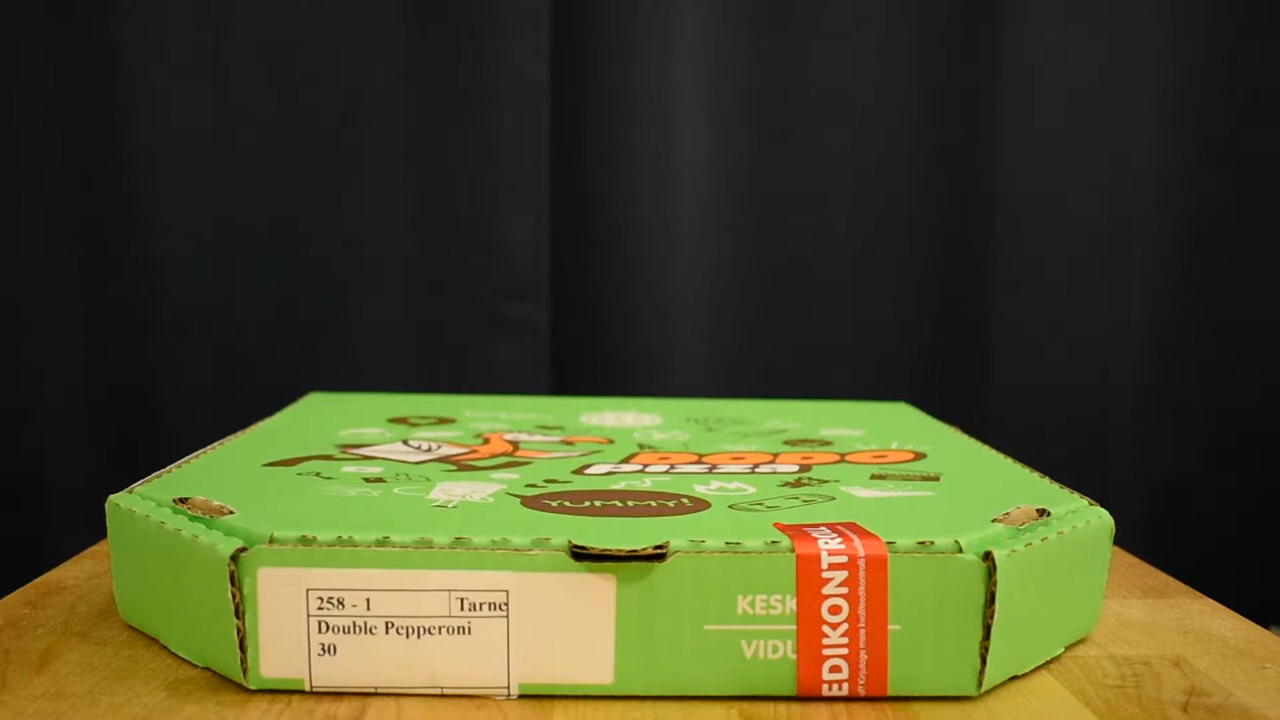 DODO
Pizza
YUMMY!
258 - 1
Tarne
Double Pepperoni
30
KESK
VIDU
EDIKONTROLL